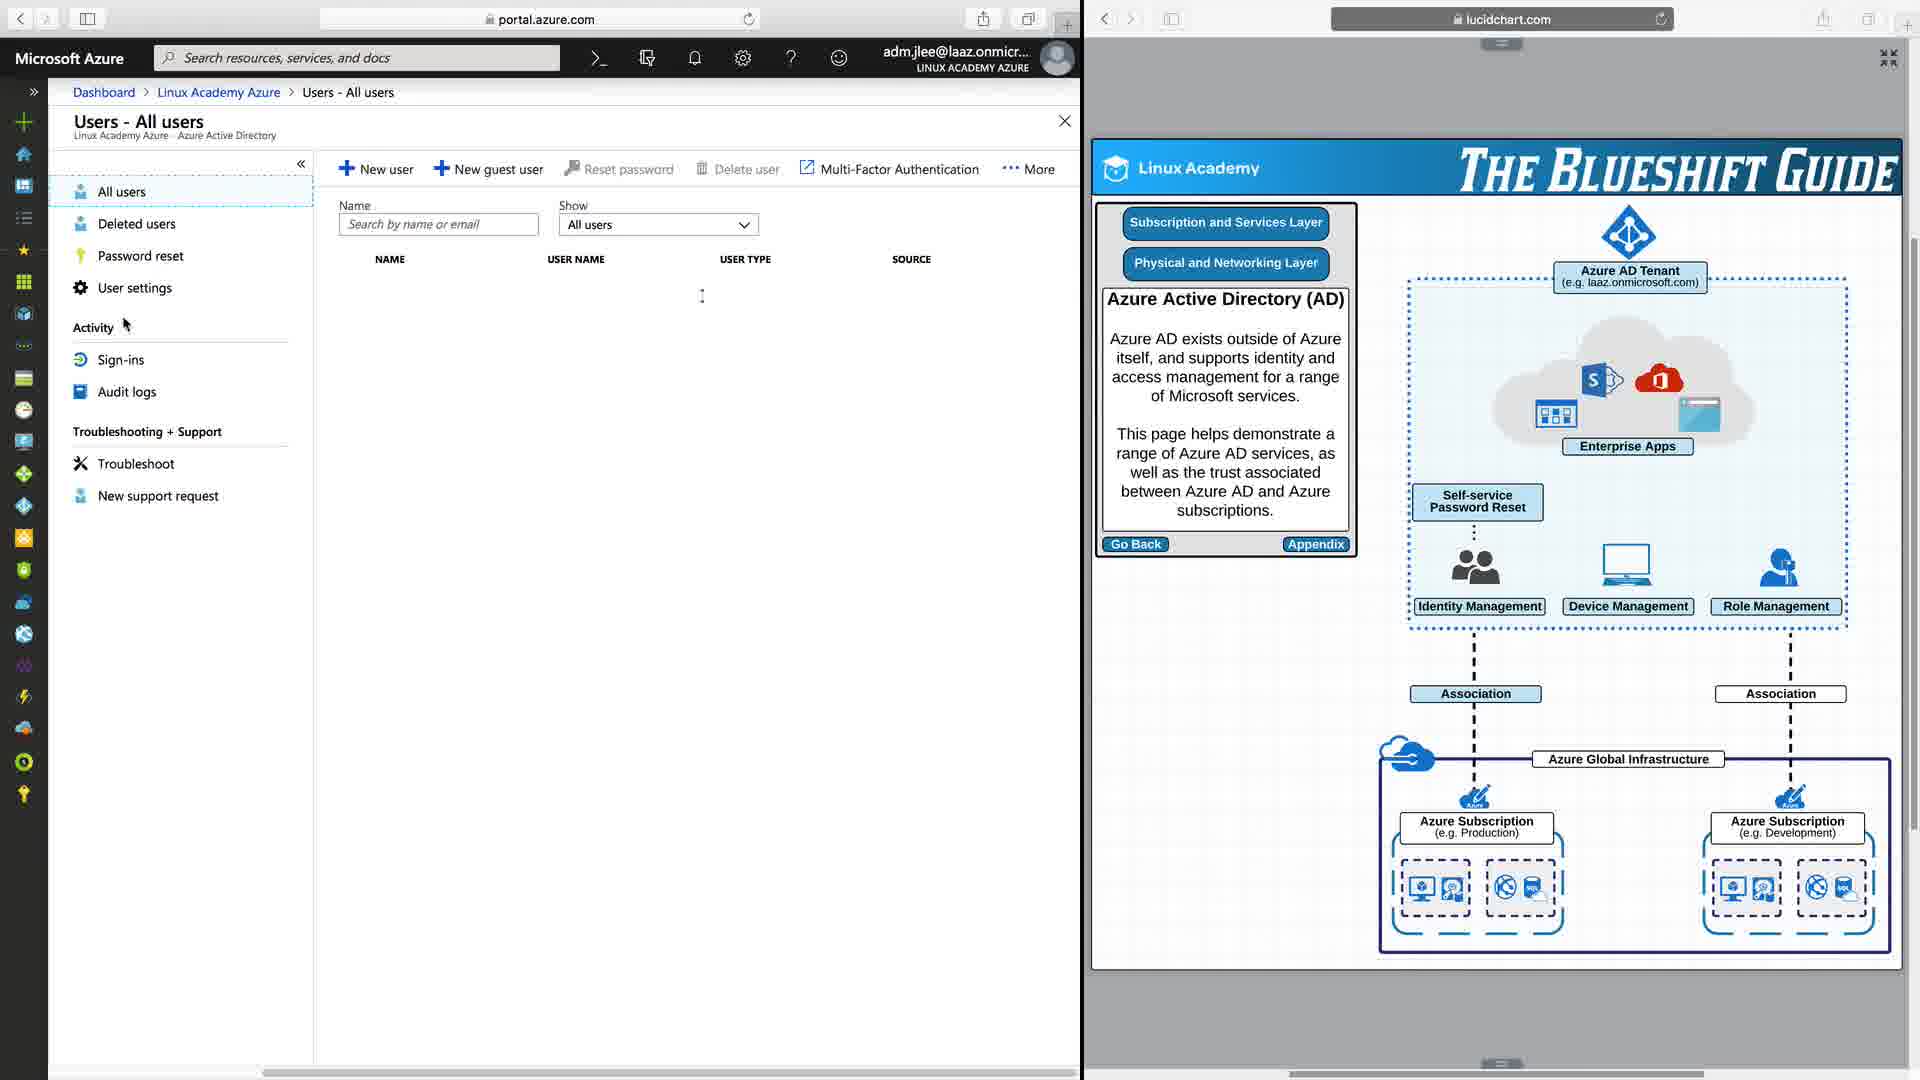 portal.azure.com
Microsoft Azure
Search resources, services, and docs
adm.jlee@laaz.onmicr...
LINUX ACADEMY AZURE
Dashboard > Linux Academy Azure > Users - All users
Users - All users
Linux Academy Azure - Azure Active Directory
All users
Deleted users
Password reset
User settings
Activity
Sign-ins
Audit logs
Troubleshooting + Support
Troubleshoot
New support request
New user
New guest user
Reset password
Delete user
Multi-Factor Authentication
More
Name
Search by name or email
Show
All users
NAME USER NAME USER TYPE SOURCE
lucidchart.com
Linux Academy
THE BLUESHIFT GUIDE
Subscription and Services Layer
Physical and Networking Layer
Azure Active Directory (AD)
Azure AD exists outside of Azure
itself, and supports identity and
access management for a range
of Microsoft services.
This page helps demonstrate a
range of Azure AD services, as
well as the trust associated
between Azure AD and Azure
subscriptions.
Go Back
Appendix
Azure AD Tenant
(e.g. laaz.onmicrosoft.com)
Enterprise Apps
Self-service
Password Reset
Identity Management
Device Management
Role Management
Association
Association
Azure Global Infrastructure
Azure Subscription
(e.g. Production)
Azure Subscription
(e.g. Development)